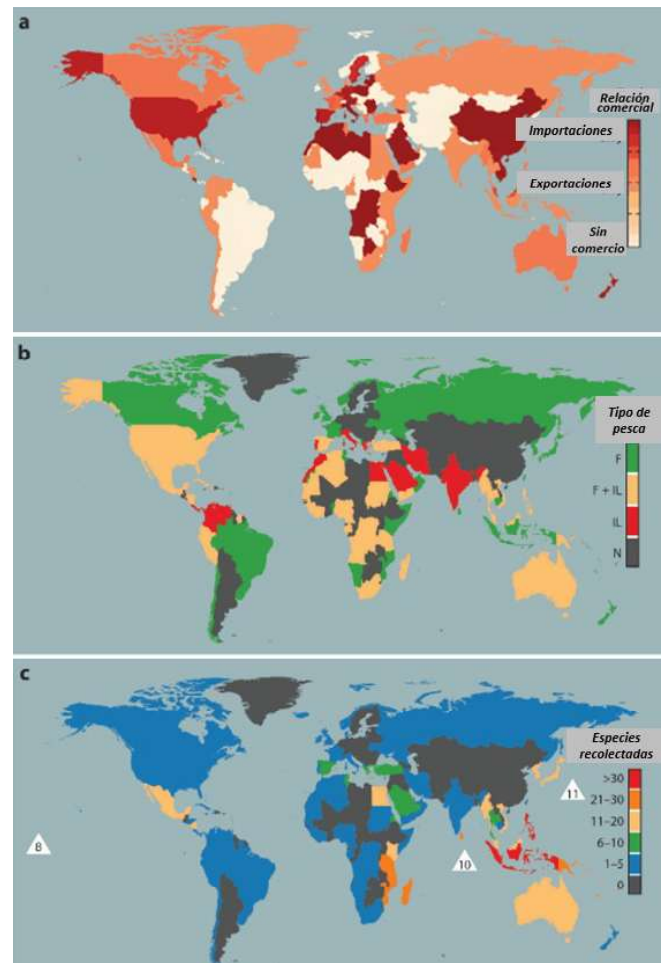 a
Relación
comercial
Importaciones
Exportaciones
Sin
comercio
b
Tipo de
pesca
F
F + IL
IL
N
c
Especies
recolectadas
>30
21–30
11–20
6–10
1–5
0
8
10
11